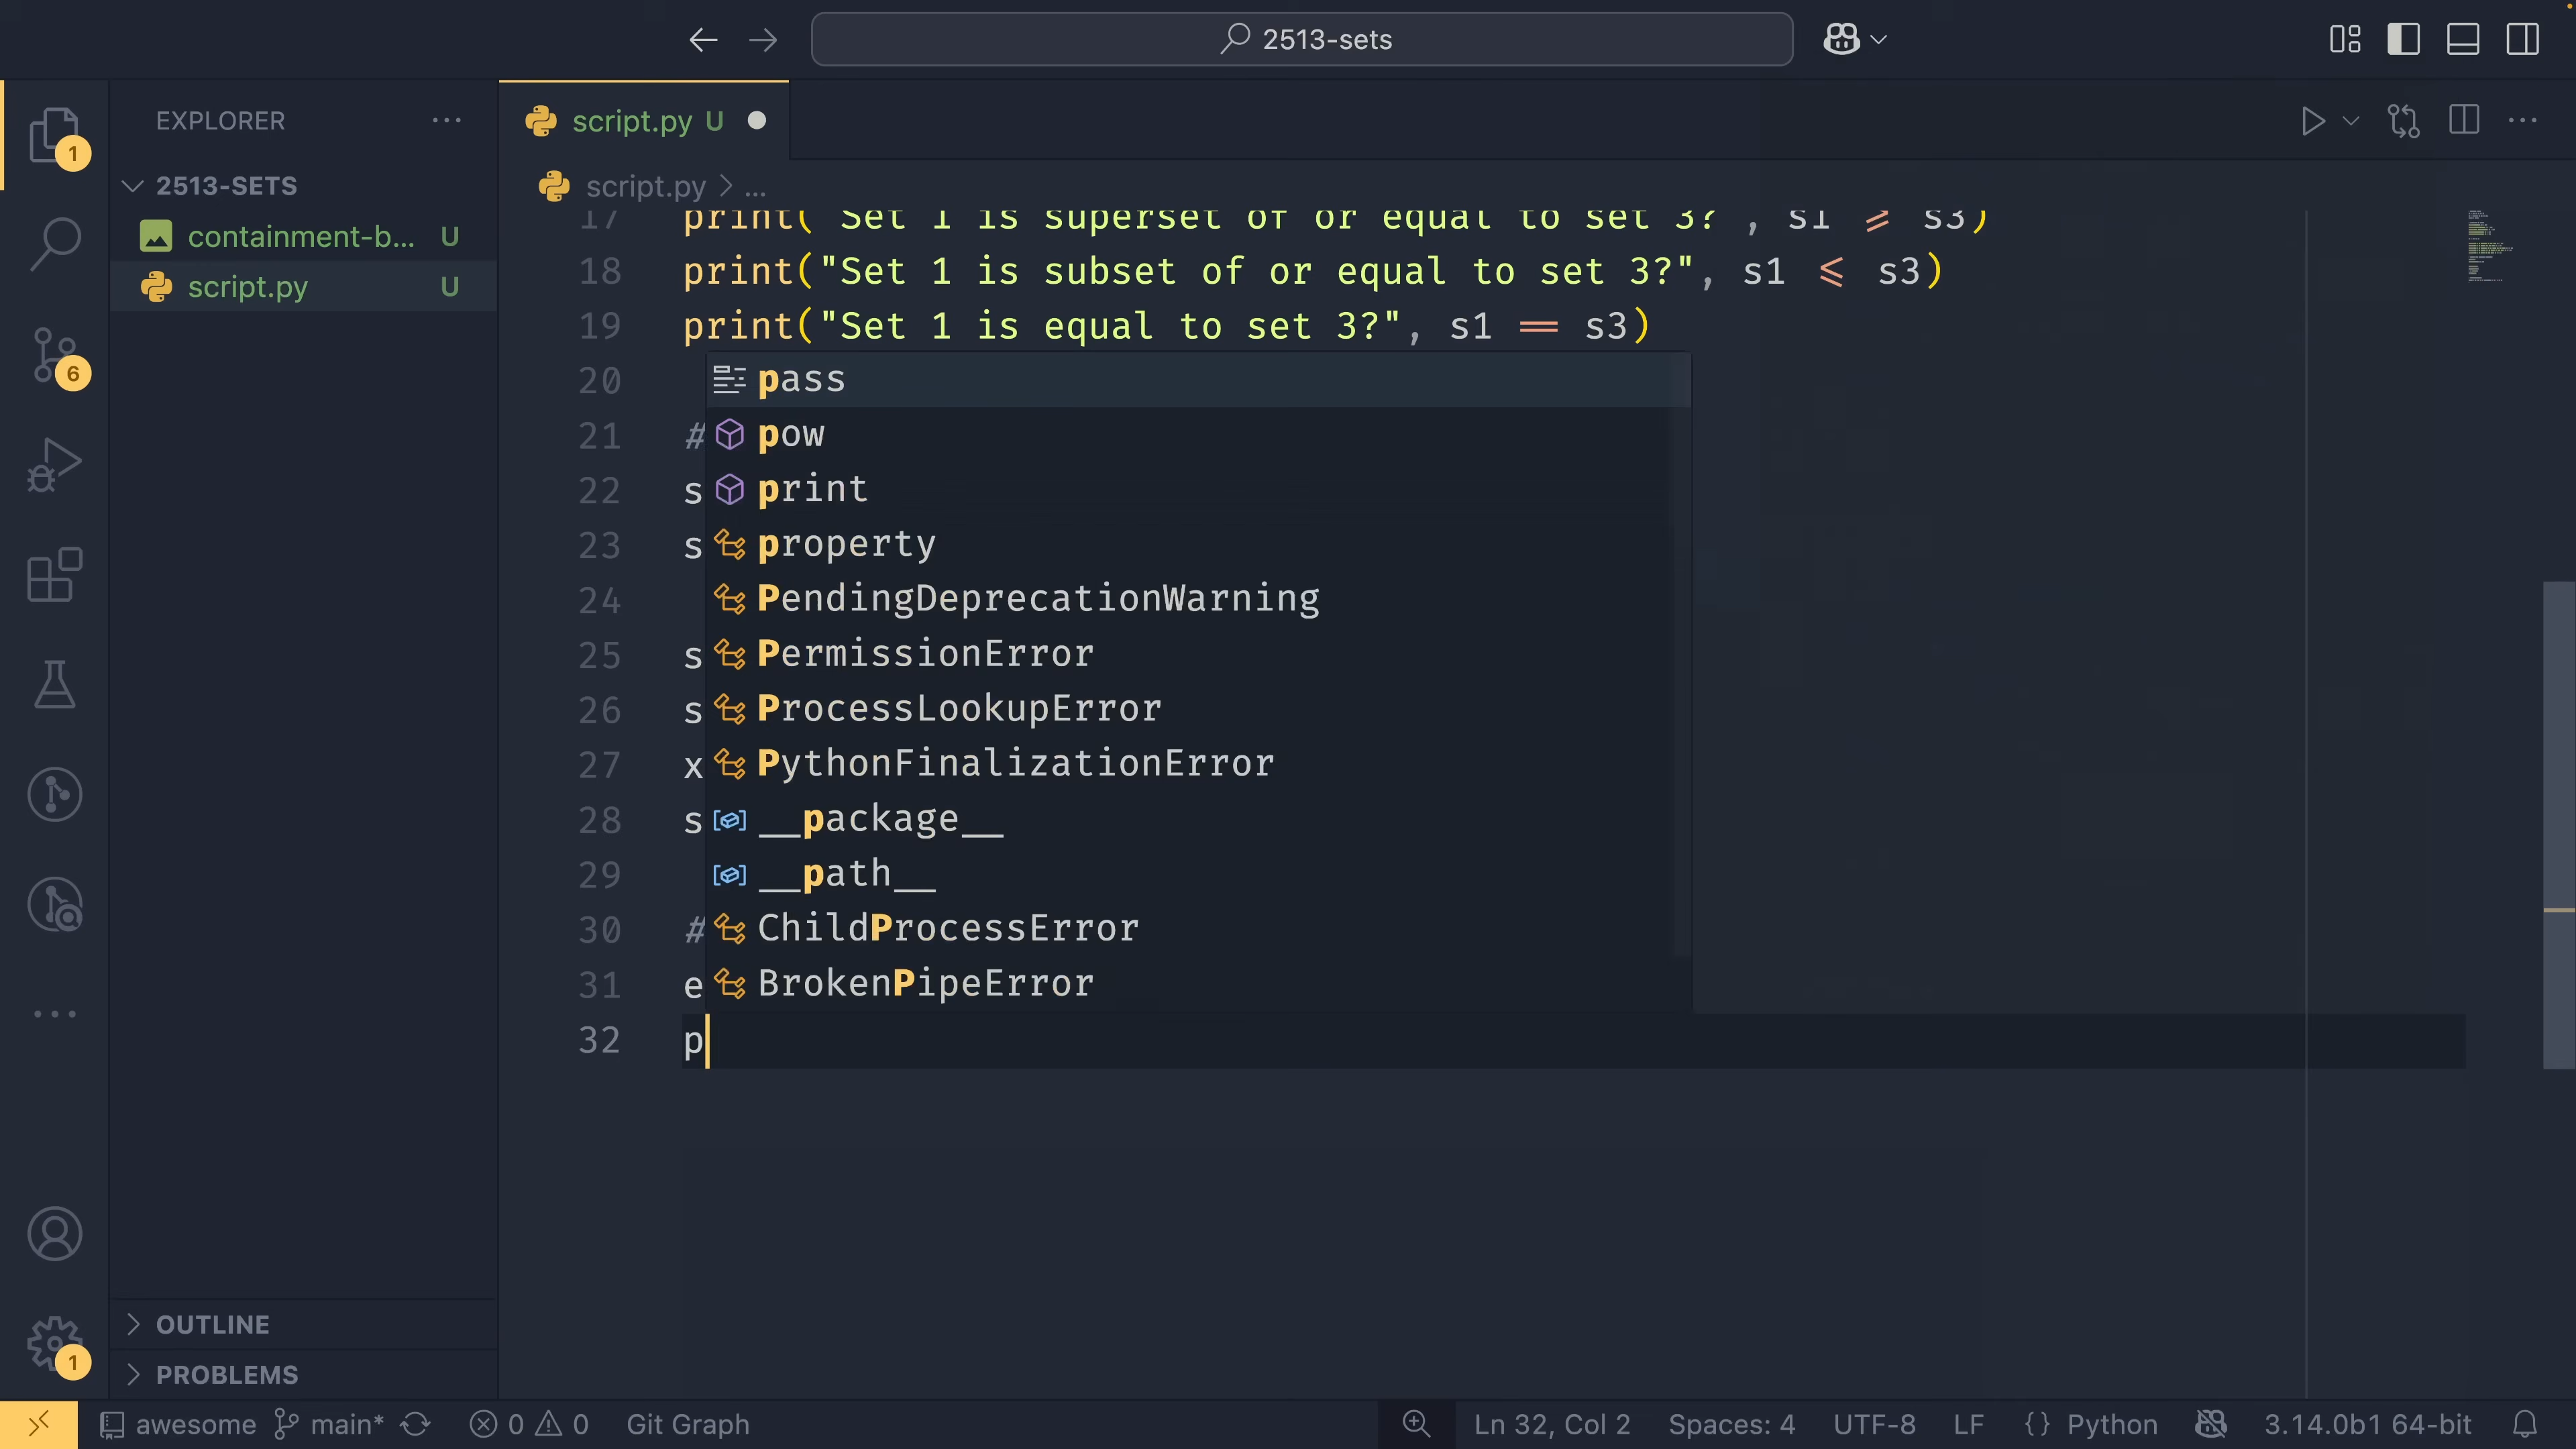 2513-sets
EXPLORER
2513-SETS
containment-b... U
script.py U
script.py U
script.py > ...
17 print( Set 1 is superset of or equal to set 3? , s1 ⩾ s3)
18 print("Set 1 is subset of or equal to set 3?", s1 ⩽ s3)
19 print("Set 1 is equal to set 3?", s1 == s3)
20 pass
21 # pow
22 s print
23 s property
24 PendingDeprecationWarning
25 s PermissionError
26 s ProcessLookupError
27 x PythonFinalizationError
28 s __package__
29 __path__
30 # ChildProcessError
31 e BrokenPipeError
32 p
1
6
1
OUTLINE
PROBLEMS
awesome main* 0 0 Git Graph Ln 32, Col 2 Spaces: 4 UTF-8 LF {} Python 3.14.0b1 64-bit